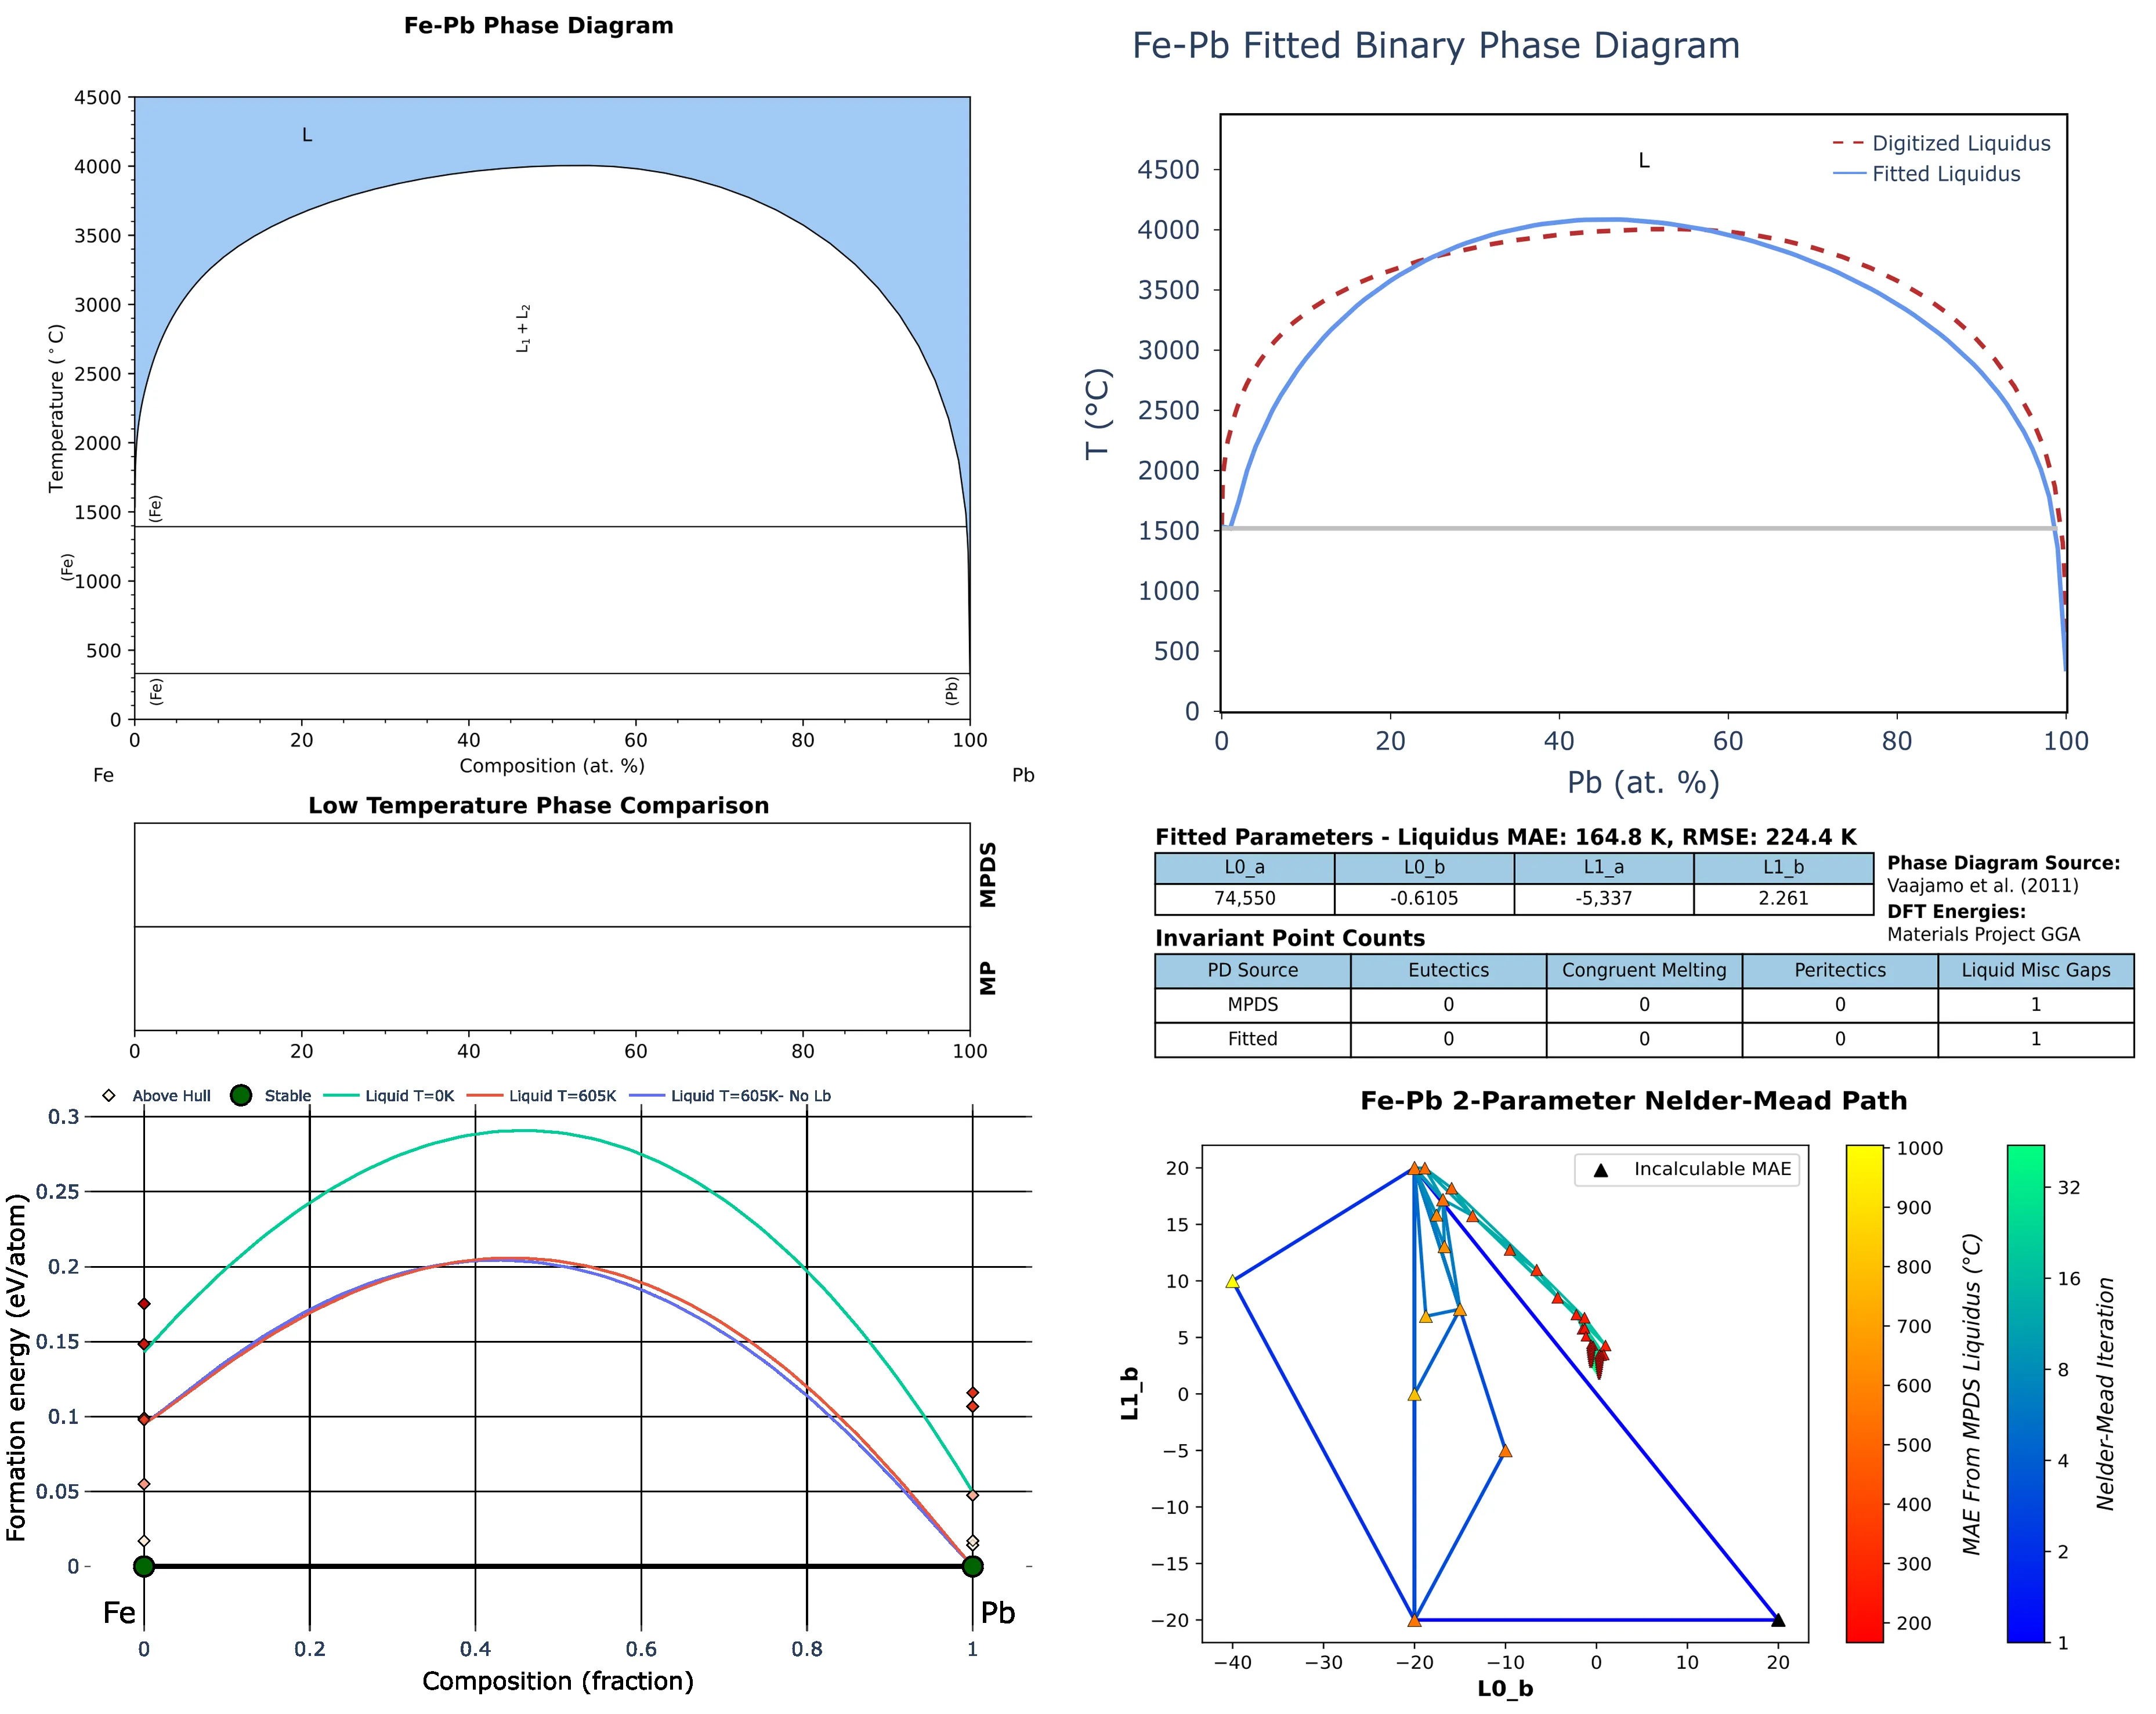 Fe-Pb Phase Diagram
4500
4000
3500
3000
2500
2000
1500
1000
500
0
Temperature (°C)
L
L1 + L2
(Fe)
(Fe)
(Fe)
(Pb)
0 20 40 60 80 100
Composition (at. %)
Fe Pb
Low Temperature Phase Comparison
MPDS
MP
0 20 40 60 80 100
Above Hull Stable Liquid T=0K Liquid T=605K Liquid T=605K- No Lb
0.3
0.25
0.2
0.15
0.1
0.05
0
Formation energy (eV/atom)
Fe Pb
0 0.2 0.4 0.6 0.8 1
Composition (fraction)
Fe-Pb Fitted Binary Phase Diagram
L
Digitized Liquidus
Fitted Liquidus
4500
4000
3500
3000
2500
2000
1500
1000
500
0
T (°C)
0 20 40 60 80 100
Pb (at. %)
Fitted Parameters - Liquidus MAE: 164.8 K, RMSE: 224.4 K
L0_a L0_b L1_a L1_b
74,550 -0.6105 -5,337 2.261
Phase Diagram Source:
Vaajamo et al. (2011)
DFT Energies:
Materials Project GGA
Invariant Point Counts
PD Source Eutectics Congruent Melting Peritectics Liquid Misc Gaps
MPDS 0 0 0 1
Fitted 0 0 0 1
Fe-Pb 2-Parameter Nelder-Mead Path
Incalculable MAE
20
15
10
5
0
−5
−10
−15
−20
L1_b
−40 −30 −20 −10 0 10 20
L0_b
1000
900
800
700
600
500
400
300
200
MAE From MPDS Liquidus (°C)
32
16
8
4
2
1
Nelder-Mead Iteration